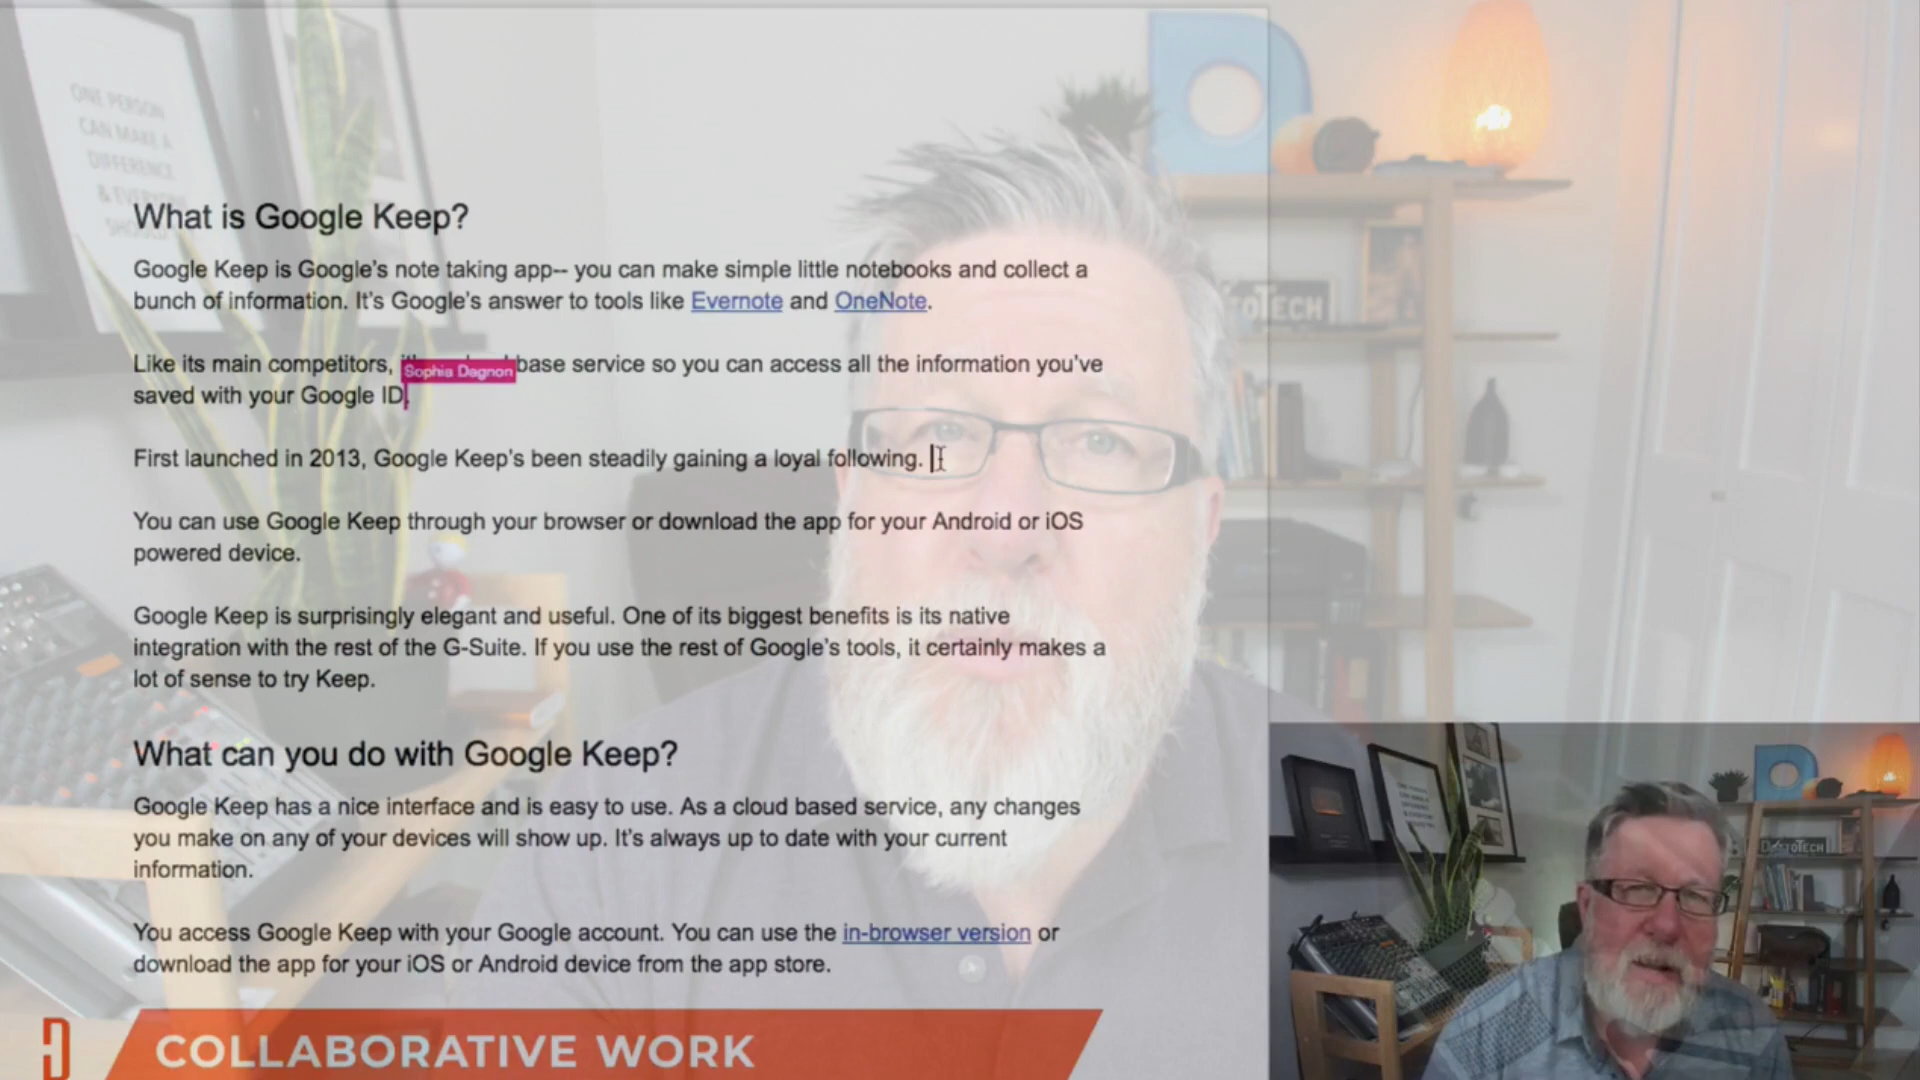 ONE PERSON
CAN MAKE A
DIFFERENCE
& EVERYONE
SHOULD
What is Google Keep?
Google Keep is Google's note taking app-- you can make simple little notebooks and collect a
bunch of information. It's Google's answer to tools like Evernote and OneNote.
Like its main competitors, base service so you can access all the information you've
Sophia Dagnon
saved with your Google ID.
First launched in 2013, Google Keep's been steadily gaining a loyal following.
You can use Google Keep through your browser or download the app for your Android or iOS
powered device.
Google Keep is surprisingly elegant and useful. One of its biggest benefits is its native
integration with the rest of the G-Suite. If you use the rest of Google's tools, it certainly makes a
lot of sense to try Keep.
What can you do with Google Keep?
Google Keep has a nice interface and is easy to use. As a cloud based service, any changes
you make on any of your devices will show up. It's always up to date with your current
information.
You access Google Keep with your Google account. You can use the in-browser version or
download the app for your iOS or Android device from the app store.
COLLABORATIVE WORK